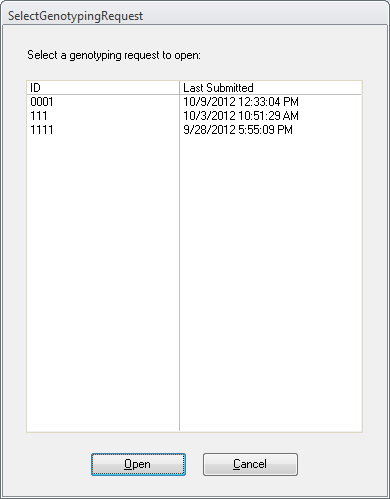 SelectGenotypingRequest
Select a genotyping request to open:
ID Last Submitted
0001 10/9/2012 12:33:04 PM
111 10/3/2012 10:51:29 AM
1111 9/28/2012 5:55:09 PM
Open Cancel